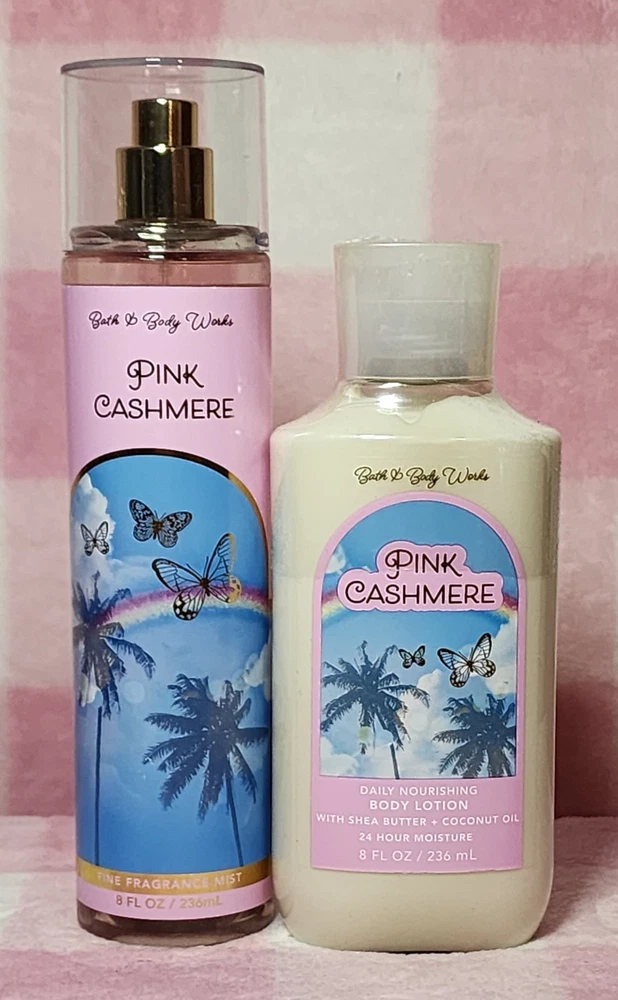 Bath & Body Works
PINK
CASHMERE
FINE FRAGRANCE MIST
8 FL OZ / 236mL
Bath & Body Works
PINK
CASHMERE
DAILY NOURISHING
BODY LOTION
WITH SHEA BUTTER + COCONUT OIL
24 HOUR MOISTURE
8 FL OZ / 236 mL